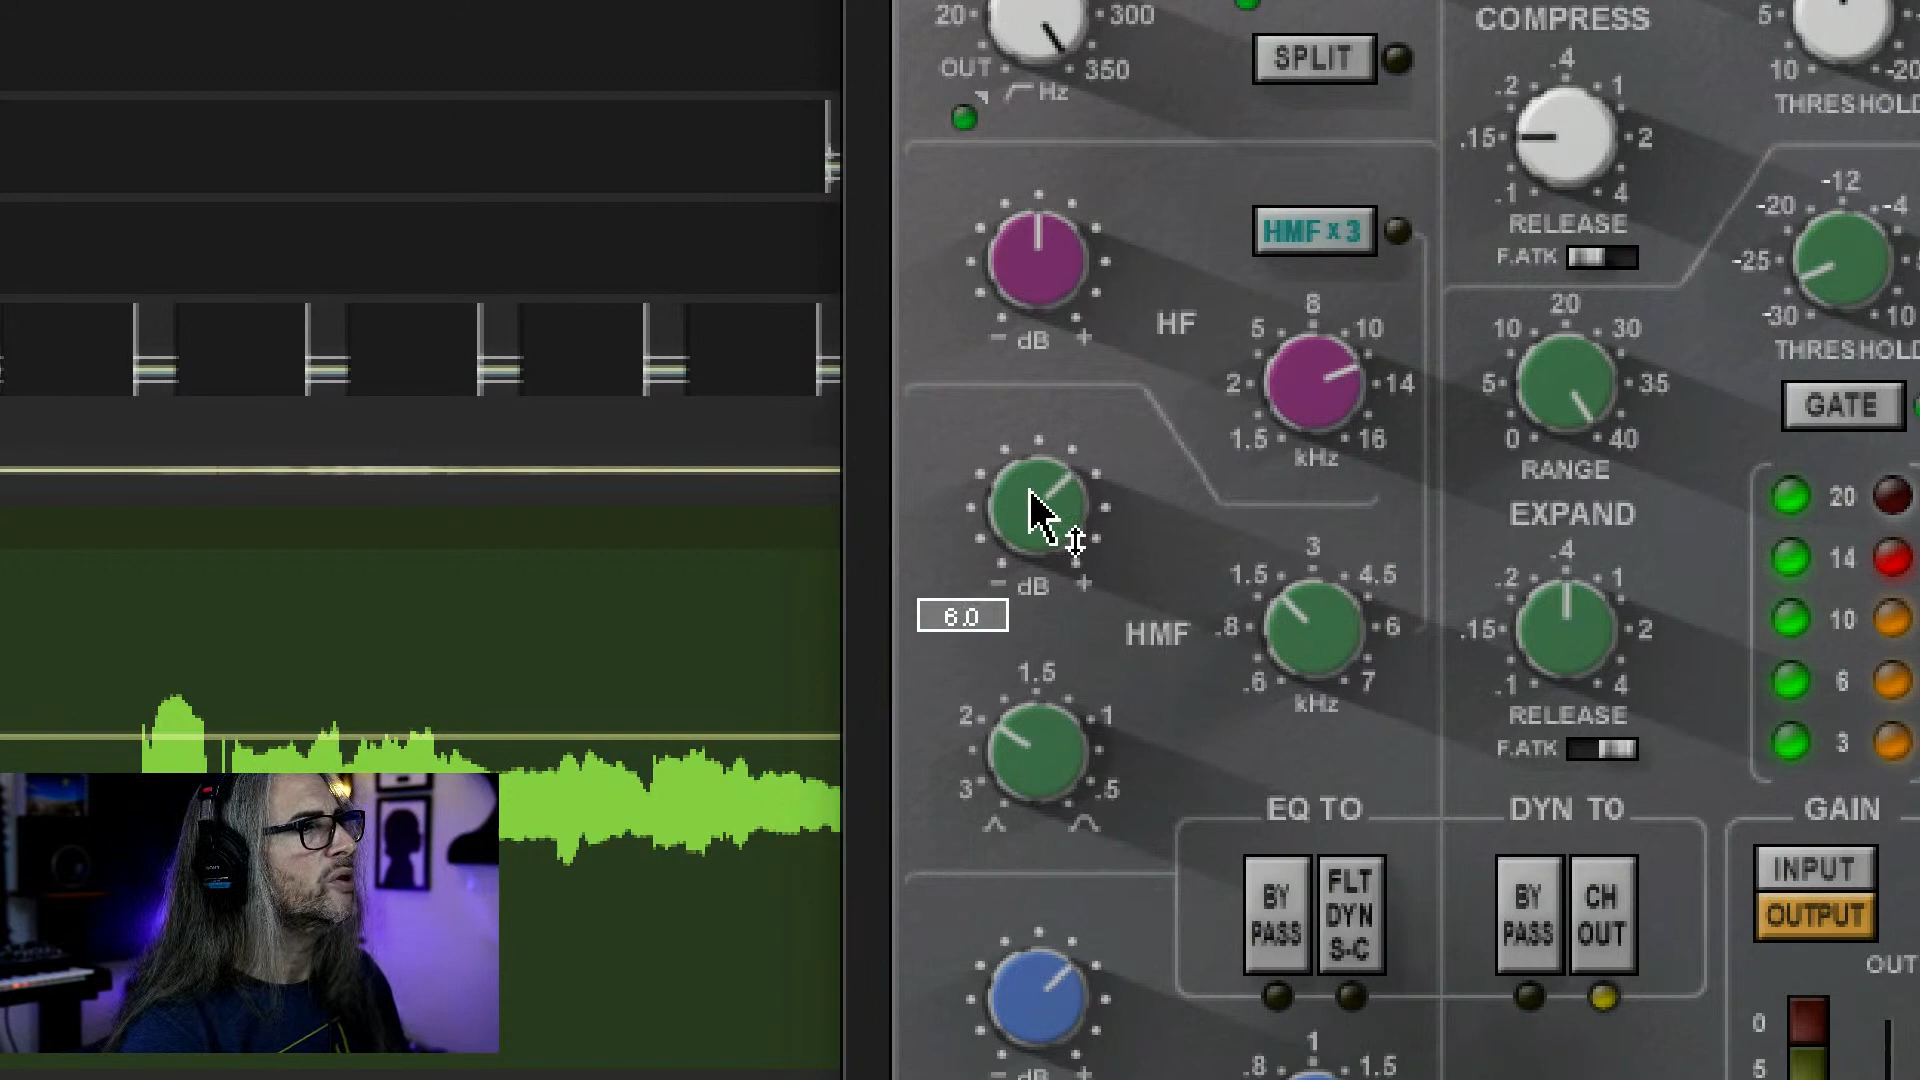 20
300
OUT
350
Hz
SPLIT
COMPRESS
.4
.2
1
.15
2
.1
4
RELEASE
F.ATK
5
10
-20
THRESHOLD
-12
-20
-4
-25
-30
10
THRESHOLD
GATE
HMF x 3
- dB +
HF
8
5
10
2
14
1.5
16
kHz
20
10
30
5
35
0
40
RANGE
EXPAND
.4
.2
1
.15
2
.1
4
RELEASE
F.ATK
- dB +
6.0
HMF
3
1.5
4.5
.8
6
.6
7
kHz
1.5
2
1
3
.5
20
14
10
6
3
EQ TO
DYN TO
GAIN
BY PASS
FLT DYN S-C
BY PASS
CH OUT
INPUT
OUTPUT
OUT
0
5
- dB +
1
.8
1.5